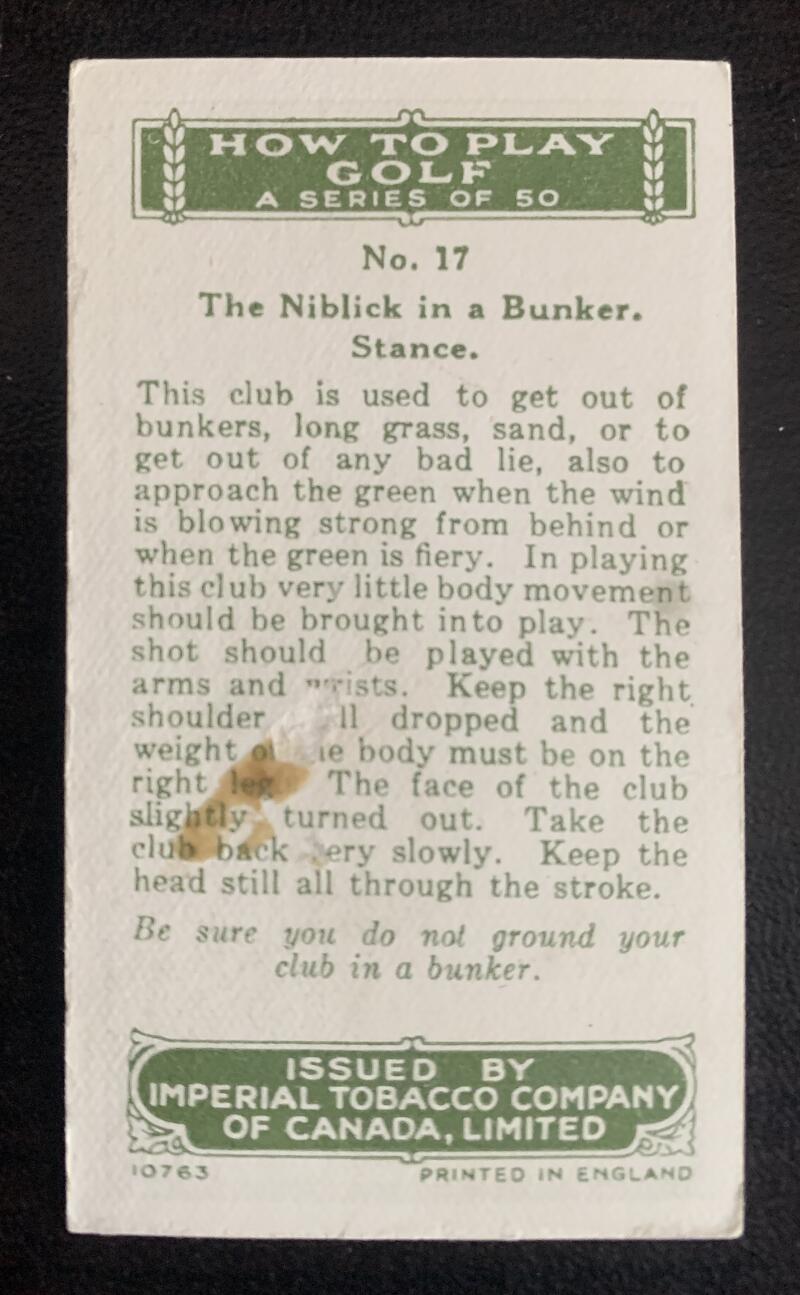 HOW TO PLAY
GOLF
A SERIES OF 50
No. 17
The Niblick in a Bunker.
Stance.
This club is used to get out of
bunkers, long grass, sand, or to
get out of any bad lie, also to
approach the green when the wind
is blowing strong from behind or
when the green is fiery. In playing
this club very little body movement
should be brought into play. The
shot should be played with the
arms and wrists. Keep the right
shoulder dropped and the
weight body must be on the
right leg. The face of the club
slightly turned out. Take the
club back very slowly. Keep the
head still all through the stroke.
Be sure you do not ground your
club in a bunker.
ISSUED BY
IMPERIAL TOBACCO COMPANY
OF CANADA, LIMITED
10763 PRINTED IN ENGLAND